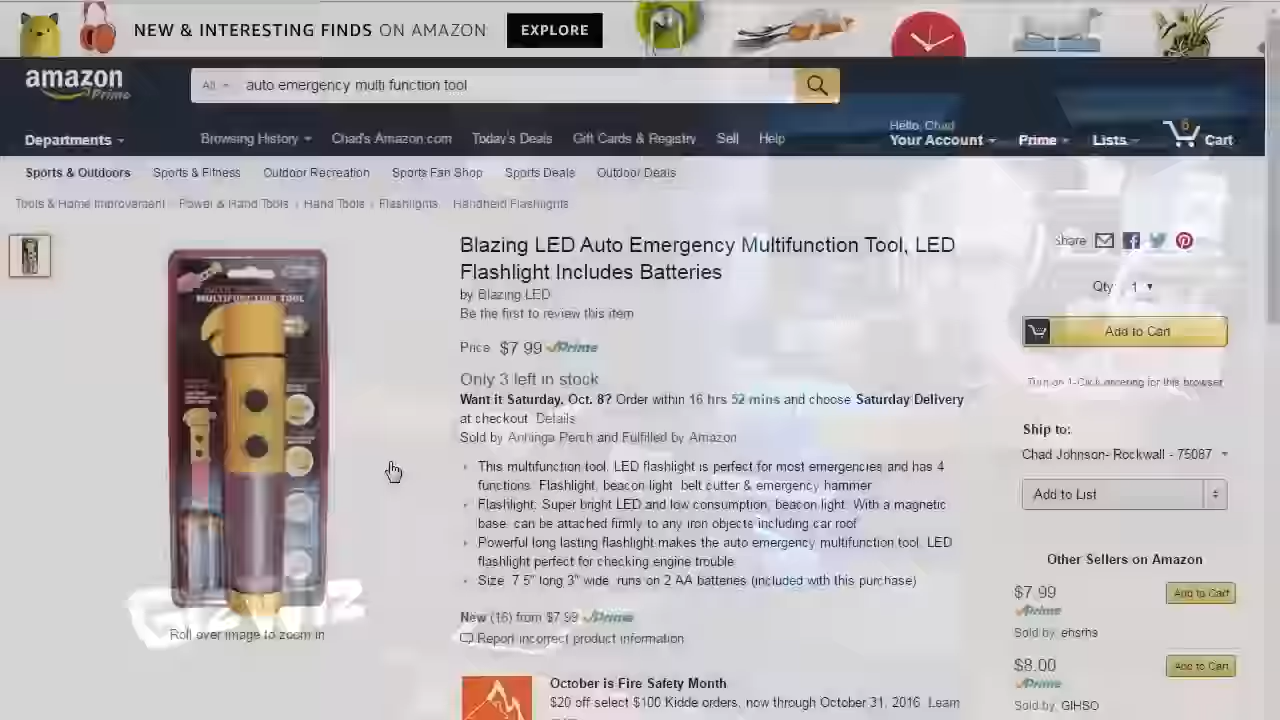 NEW & INTERESTING FINDS ON AMAZON EXPLORE
amazon Prime
All auto emergency multi function tool
Hello, Chad
Departments Browsing History Chad's Amazon.com Today's Deals Gift Cards & Registry Sell Help Your Account Prime Lists 6 Cart
Sports & Outdoors Sports & Fitness Outdoor Recreation Sports Fan Shop Sports Deals Outdoor Deals
Tools & Home Improvement › Power & Hand Tools › Hand Tools › Flashlights › Handheld Flashlights
Blazing LED Auto Emergency Multifunction Tool, LED
Flashlight Includes Batteries
by Blazing LED
Be the first to review this item
Price: $7.99 Prime
Only 3 left in stock
Want it Saturday, Oct. 8? Order within 16 hrs 52 mins and choose Saturday Delivery
at checkout. Details
Sold by Anhinga Perch and Fulfilled by Amazon
This multifunction tool, LED flashlight is perfect for most emergencies and has 4
functions. Flashlight, beacon light, belt cutter & emergency hammer
Flashlight: Super bright LED and low consumption, beacon light: With a magnetic
base, can be attached firmly to any iron objects including car roof
Powerful long lasting flashlight makes the auto emergency multifunction tool, LED
flashlight perfect for checking engine trouble
Size: 7.5" long 3" wide, runs on 2 AA batteries (included with this purchase)
New (16) from $7.99 Prime
Report incorrect product information
October is Fire Safety Month
$20 off select $100 Kidde orders, now through October 31, 2016. Learn
MULTIFUNCTION TOOL
Roll over image to zoom in
Share
Qty: 1
Add to Cart
Turn on 1-Click ordering for this browser
Ship to:
Chad Johnson- Rockwall - 75087
Add to List
Other Sellers on Amazon
$7.99 Add to Cart
Prime
Sold by: ehsrhs
$8.00 Add to Cart
Prime
Sold by: GIHSO